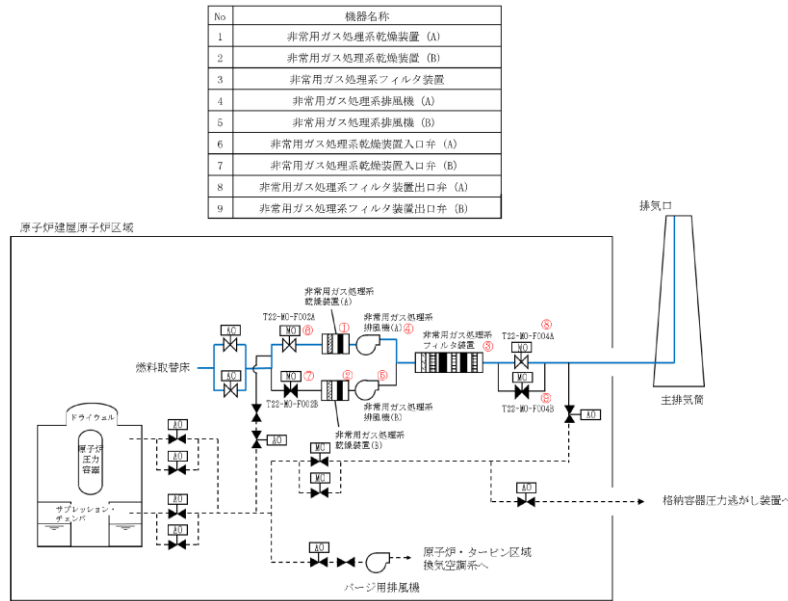 No 機器名称
1 非常用ガス処理系乾燥装置 (A)
2 非常用ガス処理系乾燥装置 (B)
3 非常用ガス処理系フィルタ装置
4 非常用ガス処理系排風機 (A)
5 非常用ガス処理系排風機 (B)
6 非常用ガス処理系乾燥装置入口弁 (A)
7 非常用ガス処理系乾燥装置入口弁 (B)
8 非常用ガス処理系フィルタ装置出口弁 (A)
9 非常用ガス処理系フィルタ装置出口弁 (B)
原子炉建屋原子炉区域
排気口
非常用ガス処理系
乾燥装置(A)
T22-MO-F002A
MO
⑥
①
非常用ガス処理系
排風機(A)
④
非常用ガス処理系
フィルタ装置
③
⑧
T22-MO-F004A
MO
AO
燃料取替床
AO
MO
⑦
T22-MO-F002B
②
⑤
非常用ガス処理系
排風機(B)
非常用ガス処理系
乾燥装置(B)
MO
⑨
T22-MO-F004B
主排気筒
AO
AO
ドライウェル
原子炉
圧力
容器
サプレッション・
チェンバ
AO
AO
AO
AO
MO
MO
AO
格納容器圧力逃がし装置へ
AO
原子炉・タービン区域
換気空調系へ
パージ用排風機